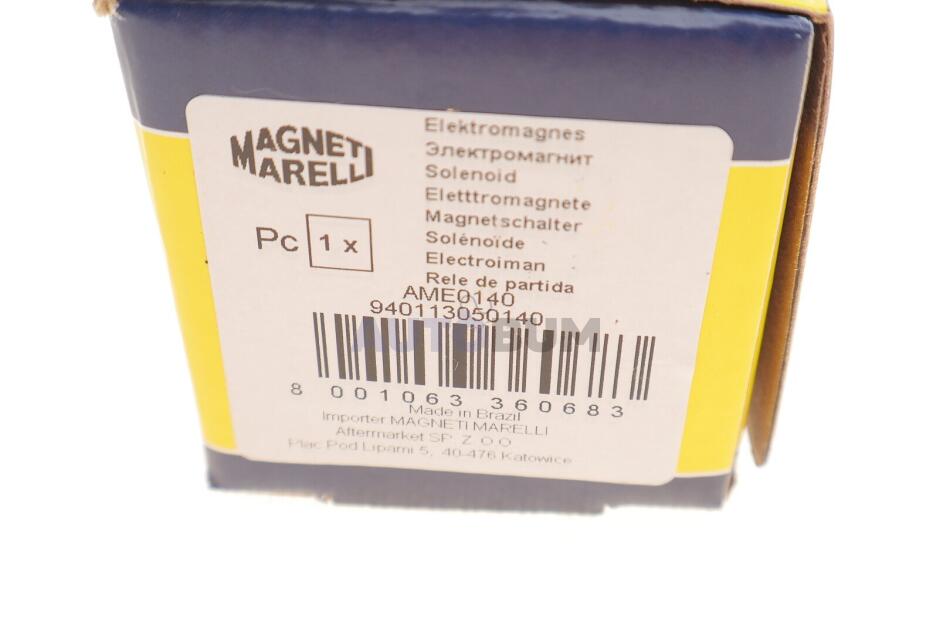 MAGNETI
MARELLI
Pc 1 x
Elektromagnes
Электромагнит
Solenoid
Eletttromagnete
Magnetschalter
Solénoïde
Electroiman
Rele de partida
AME0140
940113050140
AUTOBUM
8 001063 360683
Made in Brazil
Importer MAGNETI MARELLI
Aftermarket SP. Z O.O
Plac Pod Lipami 5, 40-476 Katowice